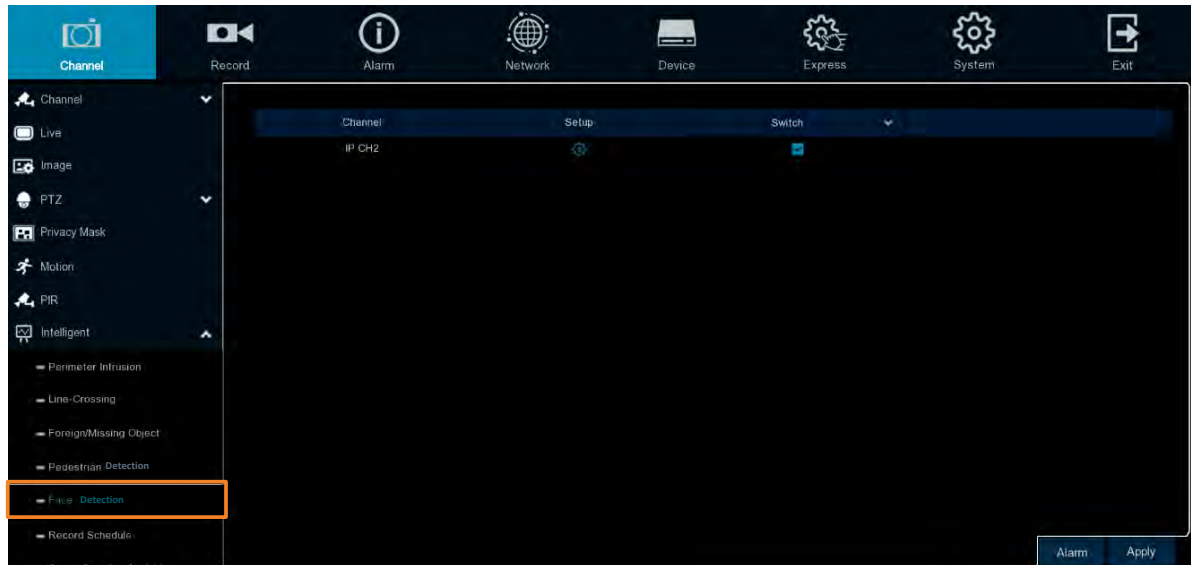 Channel Record Alarm Network Device Express System Exit
Channel
Live
Image
PTZ
Privacy Mask
Motion
PIR
Intelligent
Perimeter Intrusion
Line-Crossing
Foreign/Missing Object
Pedestrian Detection
Face Detection
Record Schedule
Channel Setup Switch
IP CH2
Alarm Apply